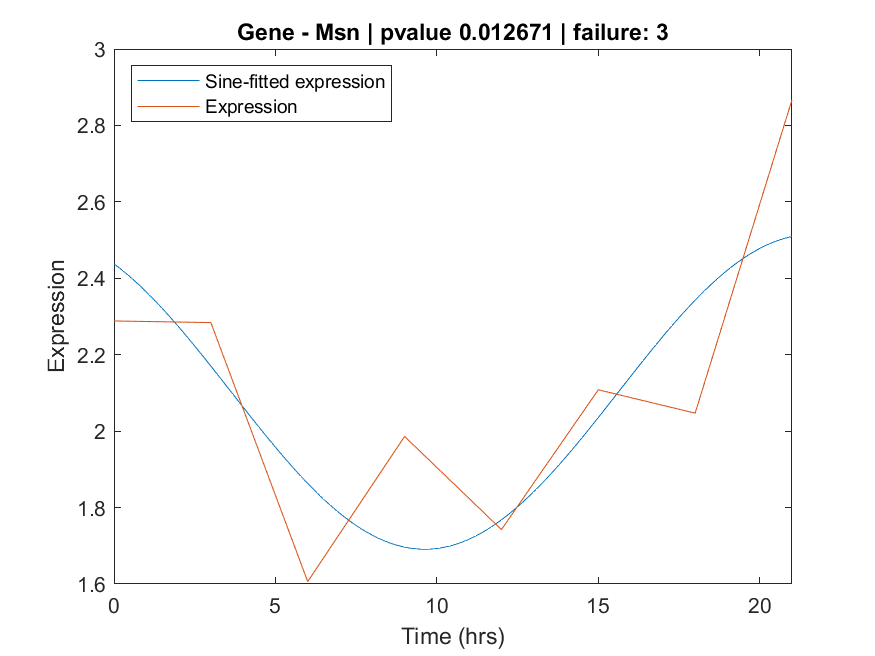 Gene - Msn | pvalue 0.012671 | failure: 3
3
2.8
2.6
2.4
2.2
2
1.8
1.6
Expression
Sine-fitted expression
Expression
0
5
10
15
20
Time (hrs)